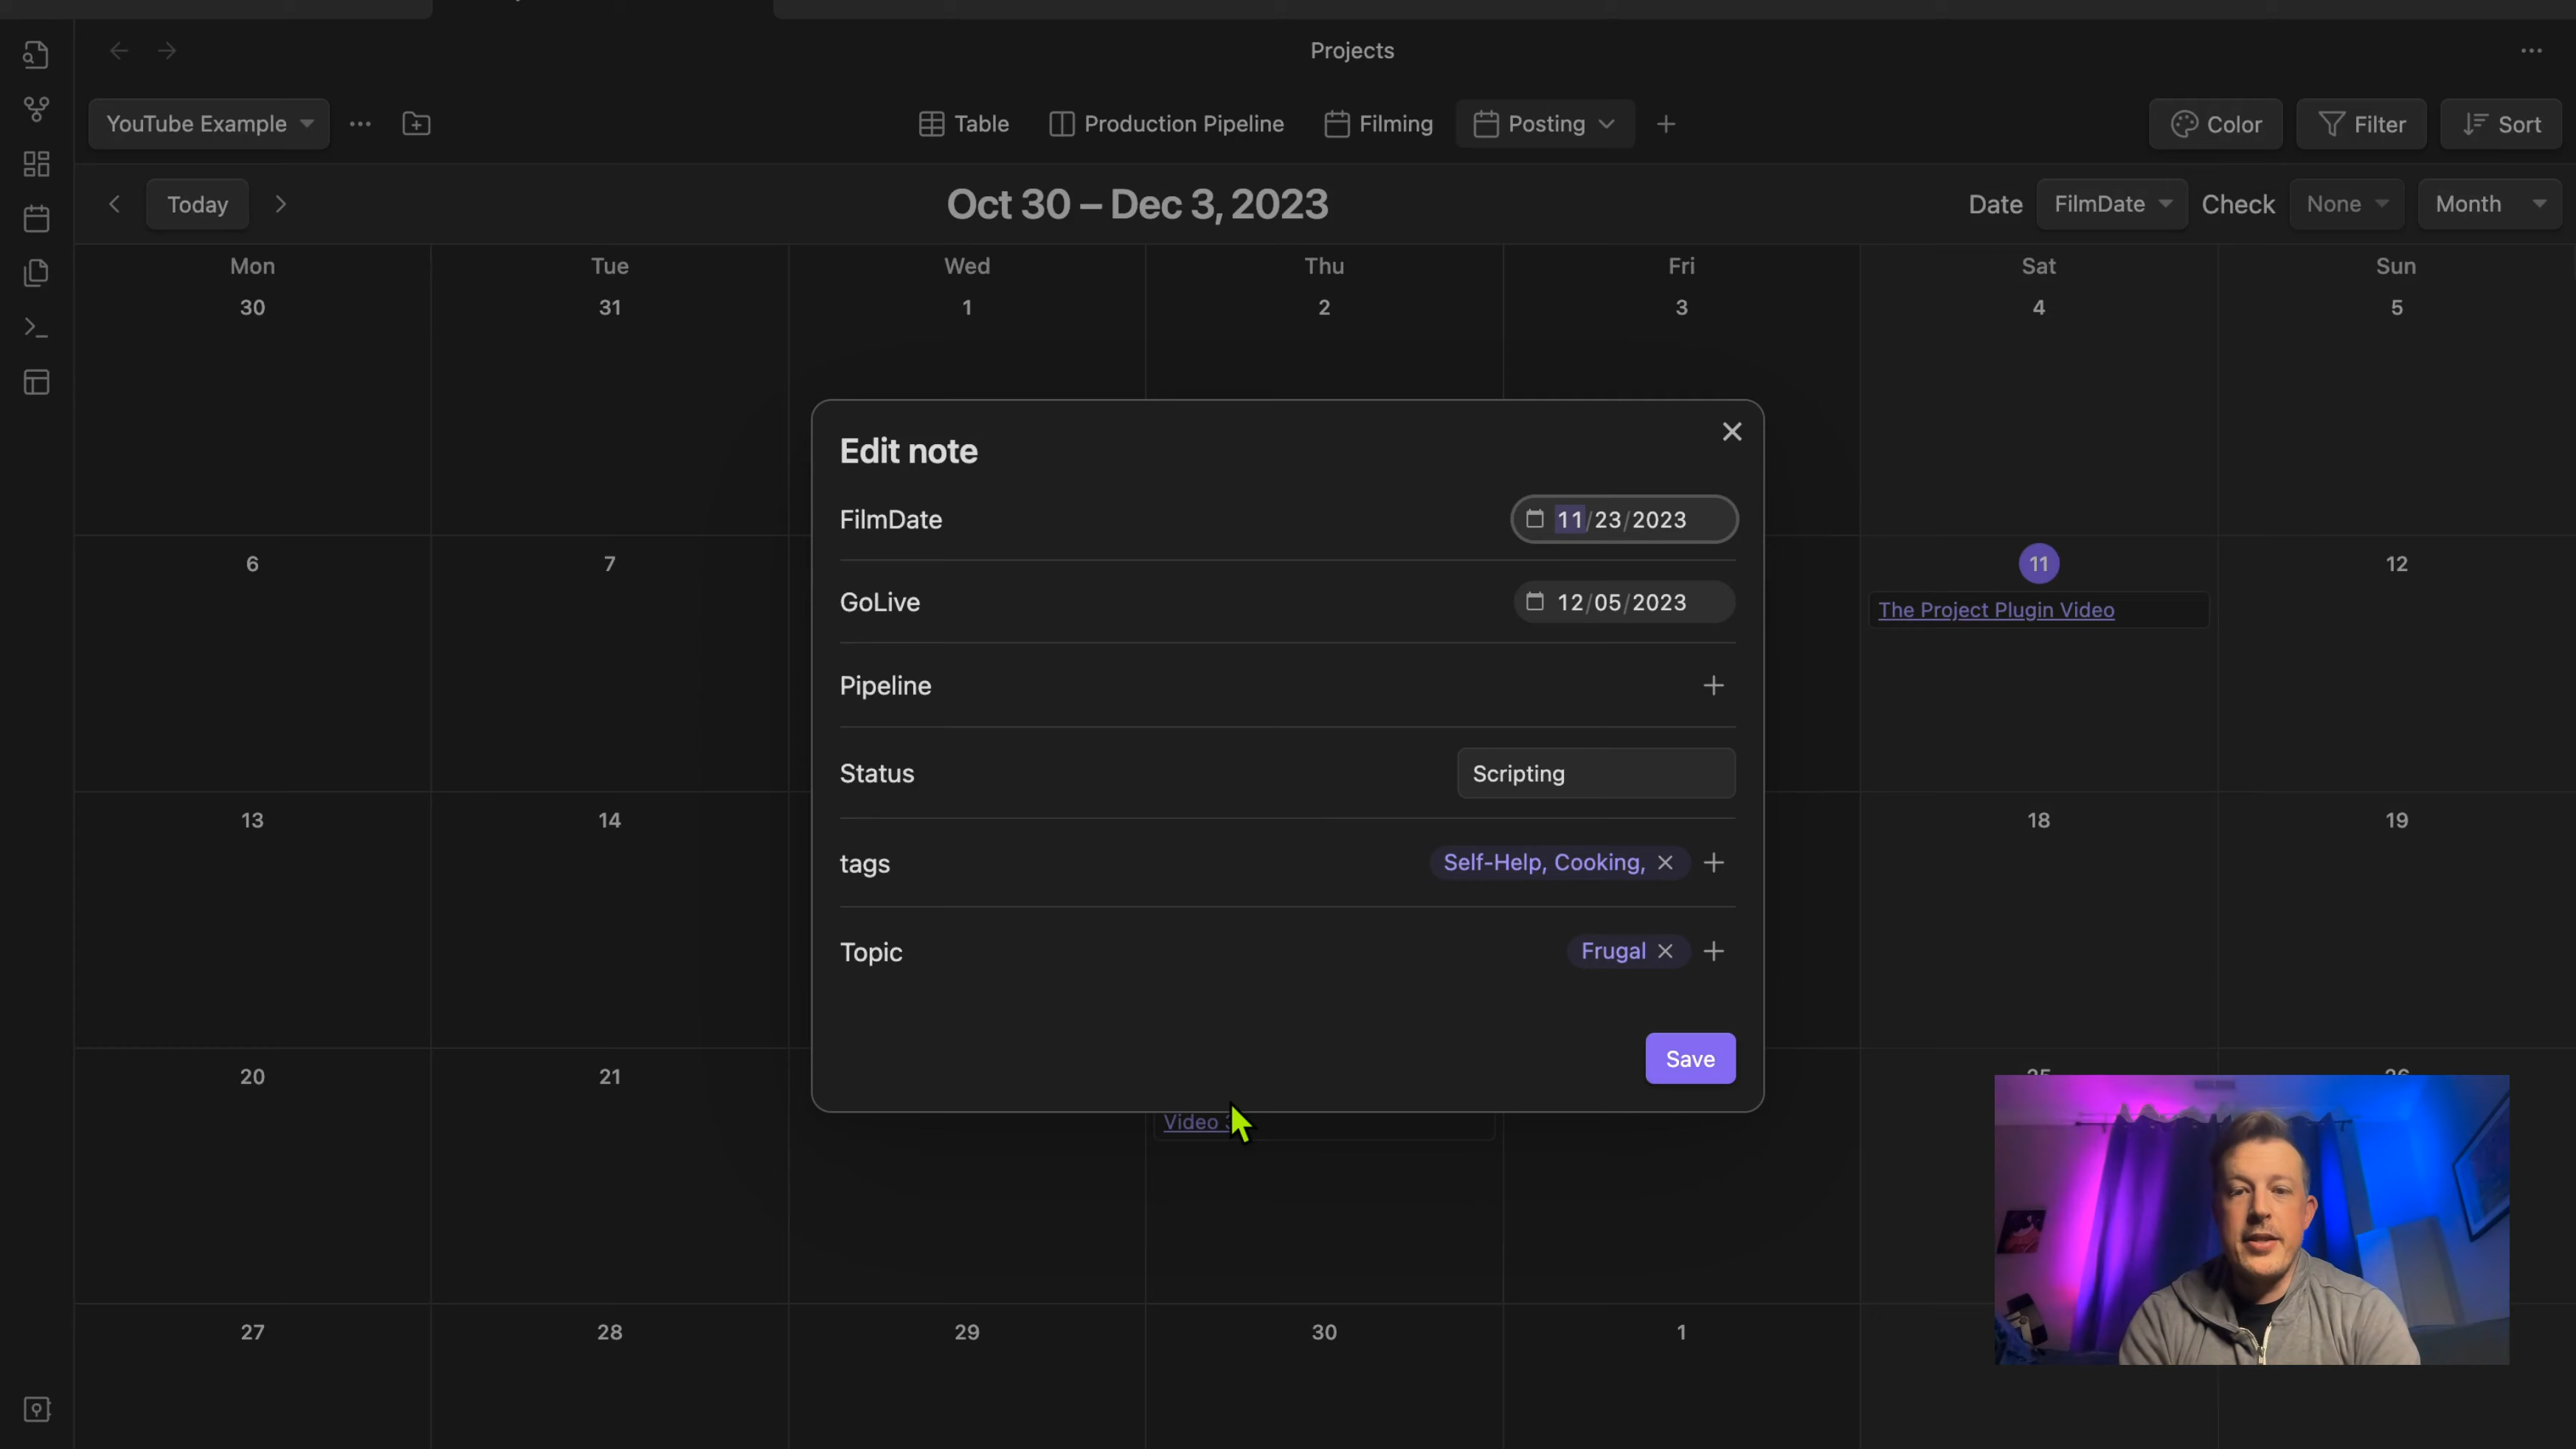 Projects
YouTube Example
Table
Production Pipeline
Filming
Posting
Color
Filter
Sort
Today
Oct 30 – Dec 3, 2023
Date
FilmDate
Check
None
Month
Mon
Tue
Wed
Thu
Fri
Sat
Sun
30
31
1
2
3
4
5
6
7
11
12
The Project Plugin Video
Edit note
FilmDate
11/23/2023
GoLive
12/05/2023
Pipeline
Status
Scripting
tags
Self-Help, Cooking,
Topic
Frugal
Save
13
14
18
19
20
21
Video
27
28
29
30
1